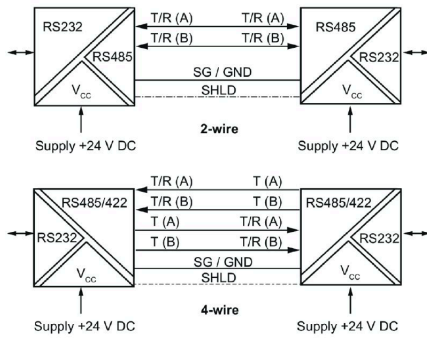 RS232 T/R (A) T/R (A) RS485
RS485 T/R (B) T/R (B) RS232
SG / GND
VCC SHLD VCC
2-wire
Supply +24 V DC Supply +24 V DC
RS485/422 T/R (A) T (A) RS485/422
T/R (B) T (B)
T (A) T/R (A)
RS232 T (B) T/R (B) RS232
SG / GND
VCC SHLD VCC
4-wire
Supply +24 V DC Supply +24 V DC